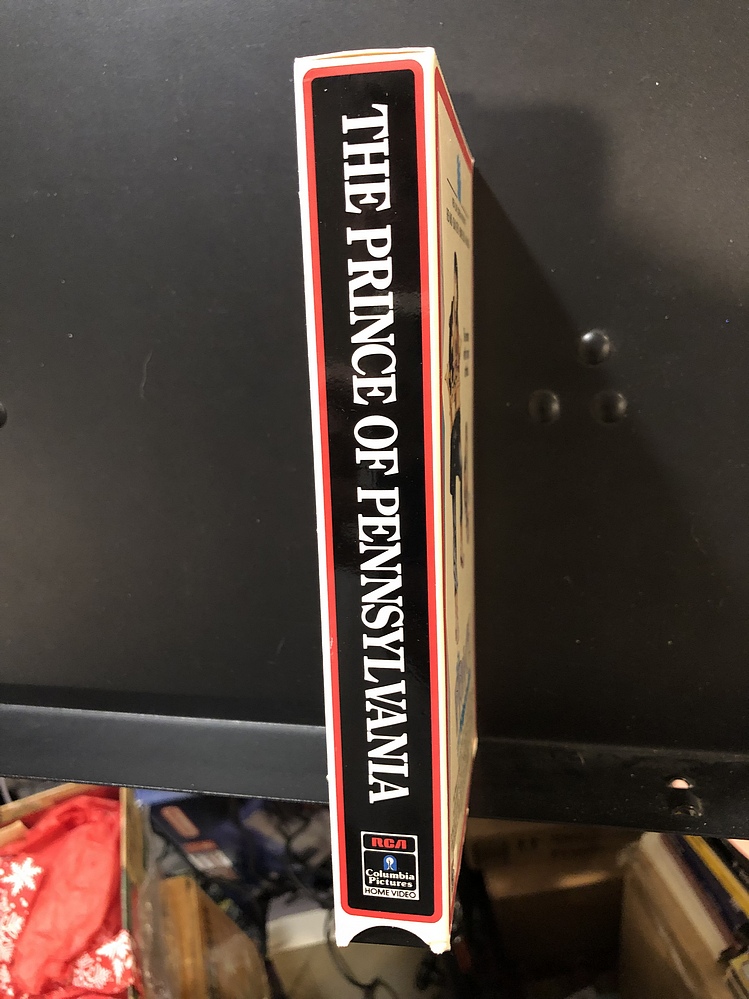 THE PRINCE OF PENNSYLVANIA
RCA
Columbia
Pictures
HOME VIDEO